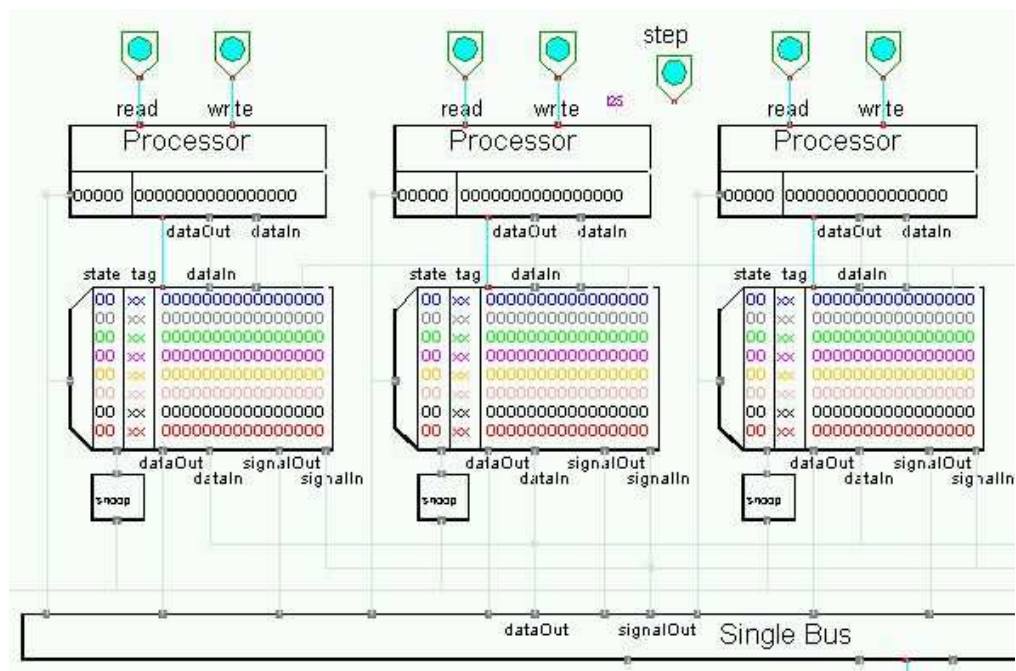 step
read write read write t25 read write
Processor Processor Processor
00000 0000000000000000 00000 0000000000000000 00000 0000000000000000
dataOut dataIn dataOut dataIn dataOut dataIn
state tag dataIn state tag dataIn state tag dataIn
00 xx 0000000000000000 00 xx 0000000000000000 00 xx 0000000000000000
00 xx 0000000000000000 00 xx 0000000000000000 00 xx 0000000000000000
00 xx 0000000000000000 00 xx 0000000000000000 00 xx 0000000000000000
00 xx 0000000000000000 00 xx 0000000000000000 00 xx 0000000000000000
00 xx 0000000000000000 00 xx 0000000000000000 00 xx 0000000000000000
00 xx 0000000000000000 00 xx 0000000000000000 00 xx 0000000000000000
00 xx 0000000000000000 00 xx 0000000000000000 00 xx 0000000000000000
00 xx 0000000000000000 00 xx 0000000000000000 00 xx 0000000000000000
dataOut signalOut dataOut signalOut dataOut signalOut
dataIn signalIn dataIn signalIn dataIn signalIn
snoop snoop snoop
dataOut signalOut Single Bus